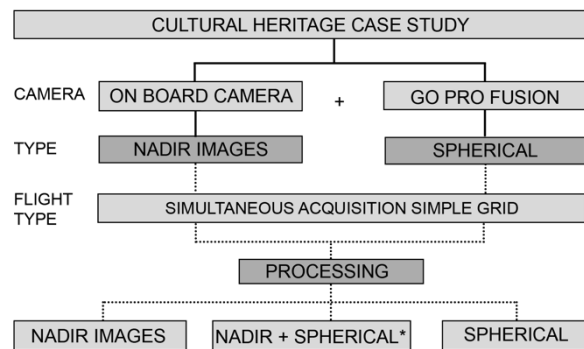 CULTURAL HERITAGE CASE STUDY
CAMERA ON BOARD CAMERA + GO PRO FUSION
TYPE NADIR IMAGES SPHERICAL
FLIGHT TYPE SIMULTANEOUS ACQUISITION SIMPLE GRID
PROCESSING
NADIR IMAGES NADIR + SPHERICAL* SPHERICAL